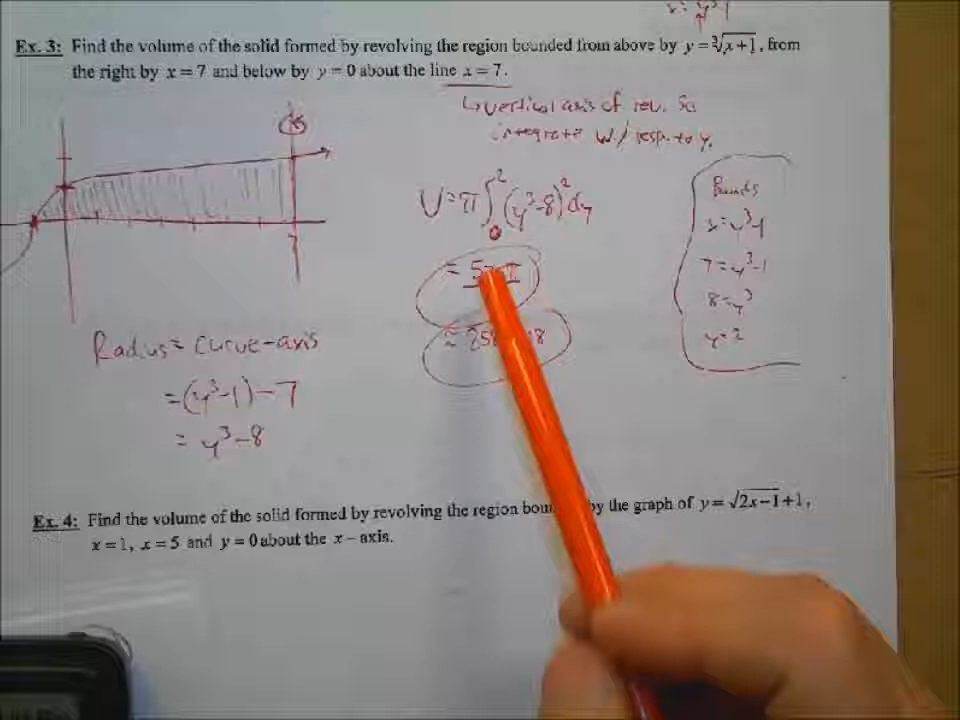 Ex. 3: Find the volume of the solid formed by revolving the region bounded from above by y = ∛(x+1), from
the right by x = 7 and below by y = 0 about the line x = 7.
↳ vertical axis of rev. So
integrate w/ resp. to y.
7
V = π∫₀² (y³-8)² dy
Bounds
x = y³-1
7 = y³-1
8 = y³
y = 2
Radius = curve - axis
= (y³-1) - 7
= y³-8
Ex. 4: Find the volume of the solid formed by revolving the region by the graph of y = √(2x-1) + 1,
x = 1, x = 5 and y = 0 about the x - axis.